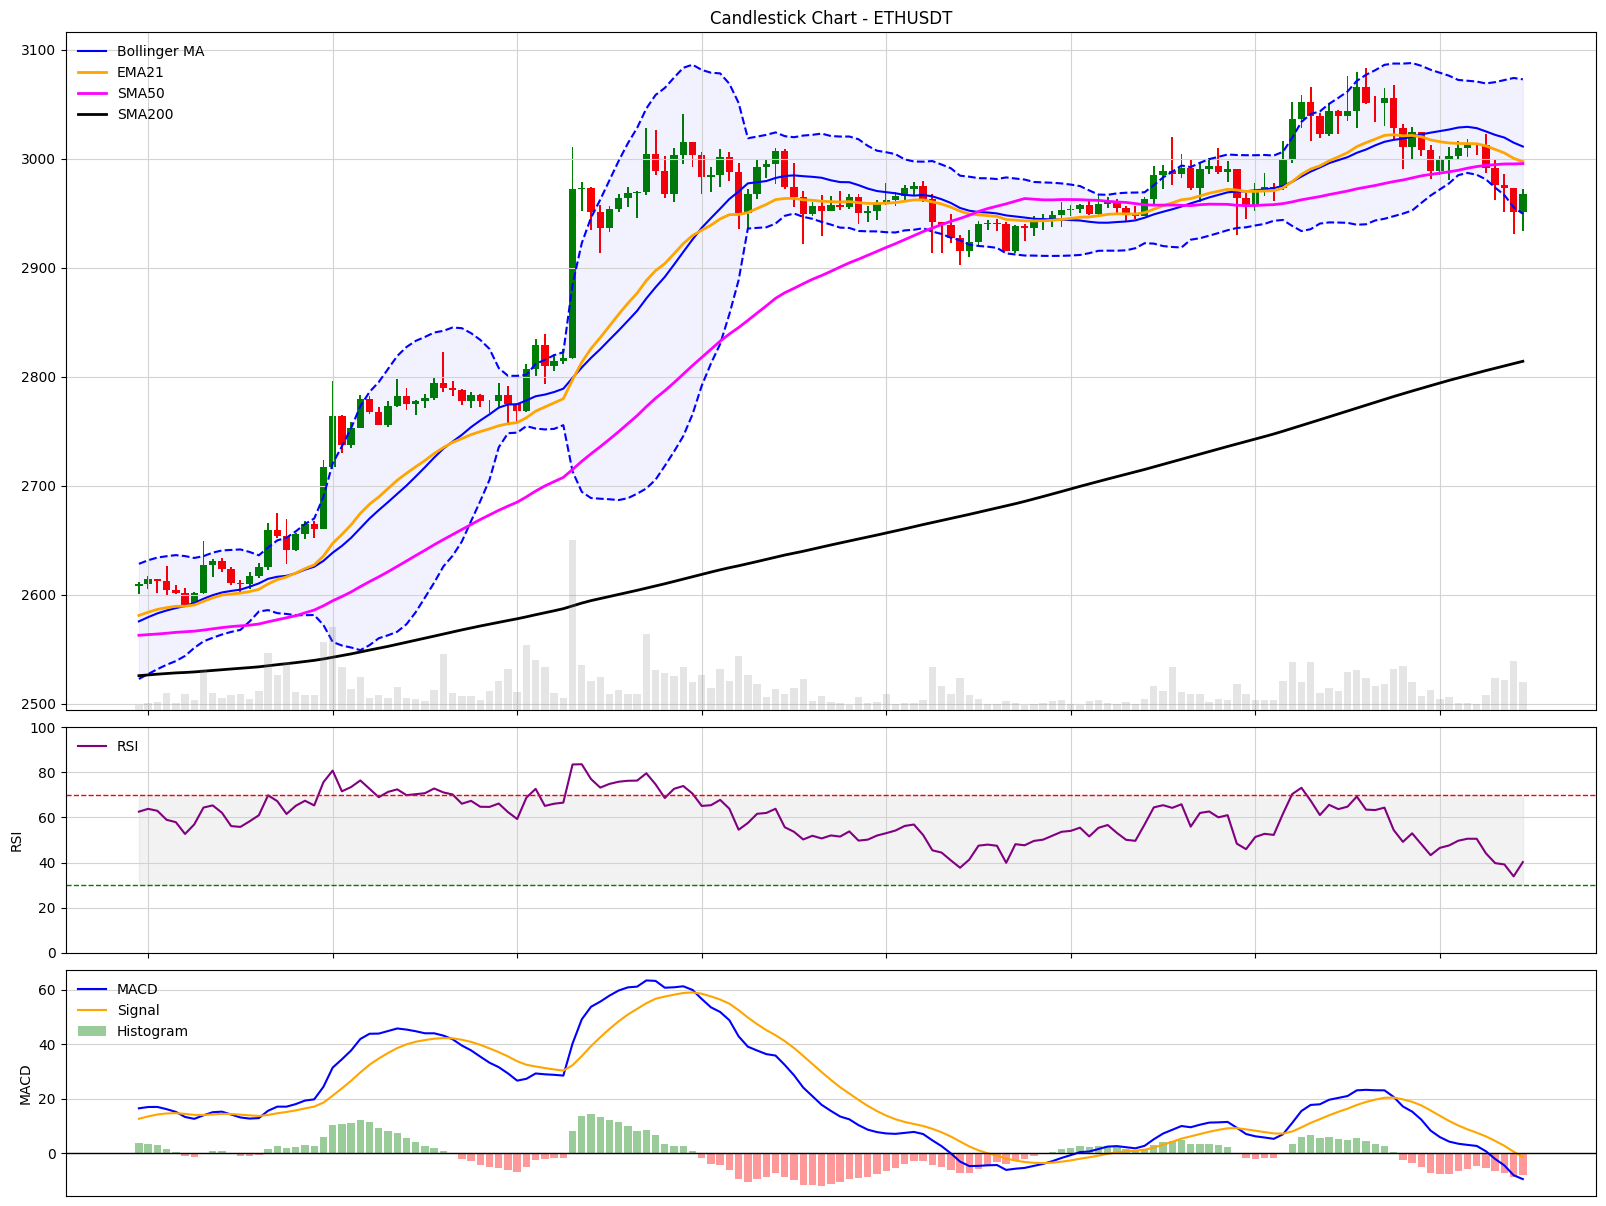 Candlestick Chart - ETHUSDT
Bollinger MA
EMA21
SMA50
SMA200
3100
3000
2900
2800
2700
2600
2500
RSI
RSI
100
80
60
40
20
0
MACD
Signal
Histogram
MACD
60
40
20
0